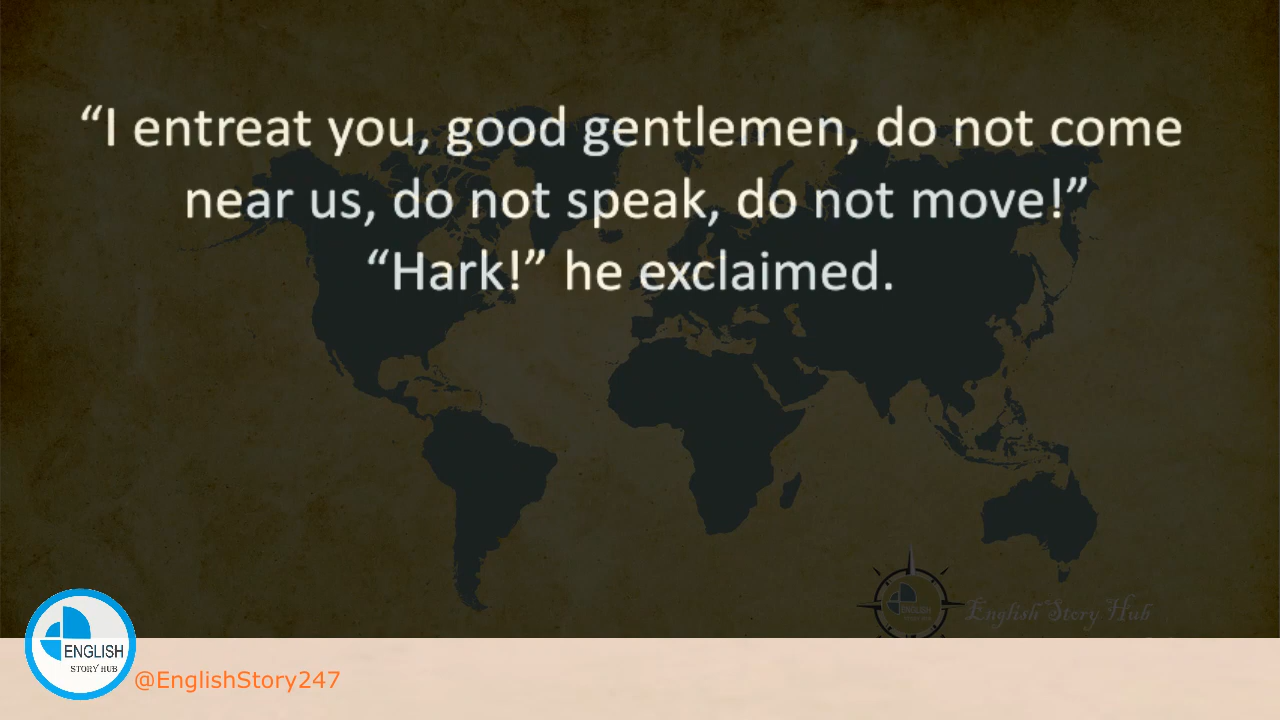 “I entreat you, good gentlemen, do not come
near us, do not speak, do not move!”
“Hark!” he exclaimed.
English Story Hub
ENGLISH
STORY HUB
@EnglishStory247